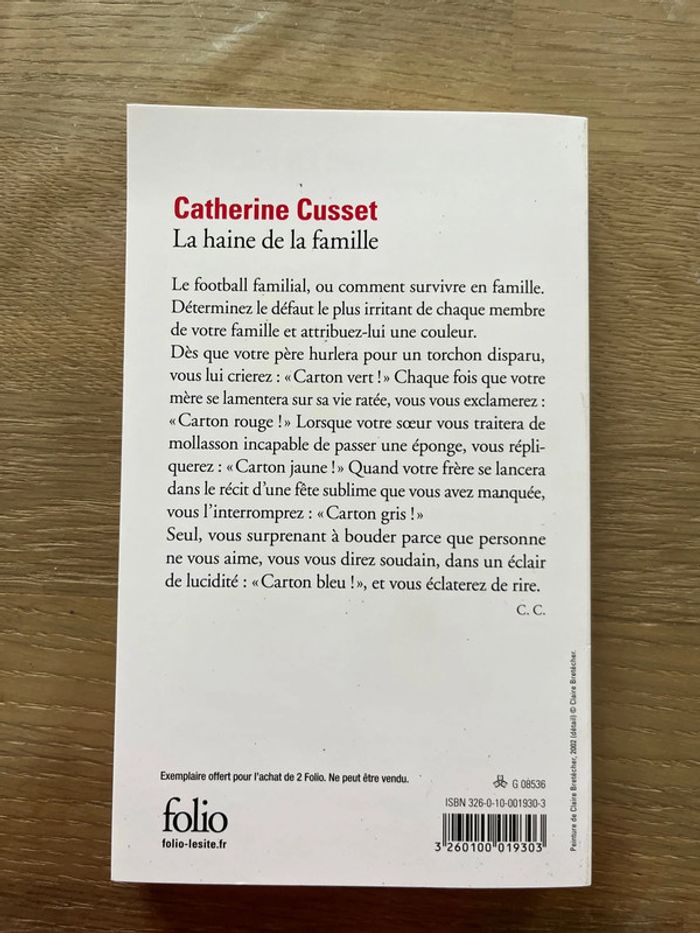 Catherine Cusset
La haine de la famille
Le football familial, ou comment survivre en famille.
Déterminez le défaut le plus irritant de chaque membre
de votre famille et attribuez-lui une couleur.
Dès que votre père hurlera pour un torchon disparu,
vous lui crierez : « Carton vert ! » Chaque fois que votre
mère se lamentera sur sa vie ratée, vous vous exclamerez :
« Carton rouge ! » Lorsque votre sœur vous traitera de
mollasson incapable de passer une éponge, vous répli-
querez : « Carton jaune ! » Quand votre frère se lancera
dans le récit d'une fête sublime que vous avez manquée,
vous l'interromprez : « Carton gris ! »
Seul, vous surprenant à bouder parce que personne
ne vous aime, vous vous direz soudain, dans un éclair
de lucidité : « Carton bleu ! », et vous éclaterez de rire.
C. C.
Peinture de Claire Bretécher, 2002 (détail) © Claire Bretécher.
Exemplaire offert pour l'achat de 2 Folio. Ne peut être vendu.
G 08536
ISBN 326-0-10-001930-3
folio
folio-lesite.fr
3 260100 019303